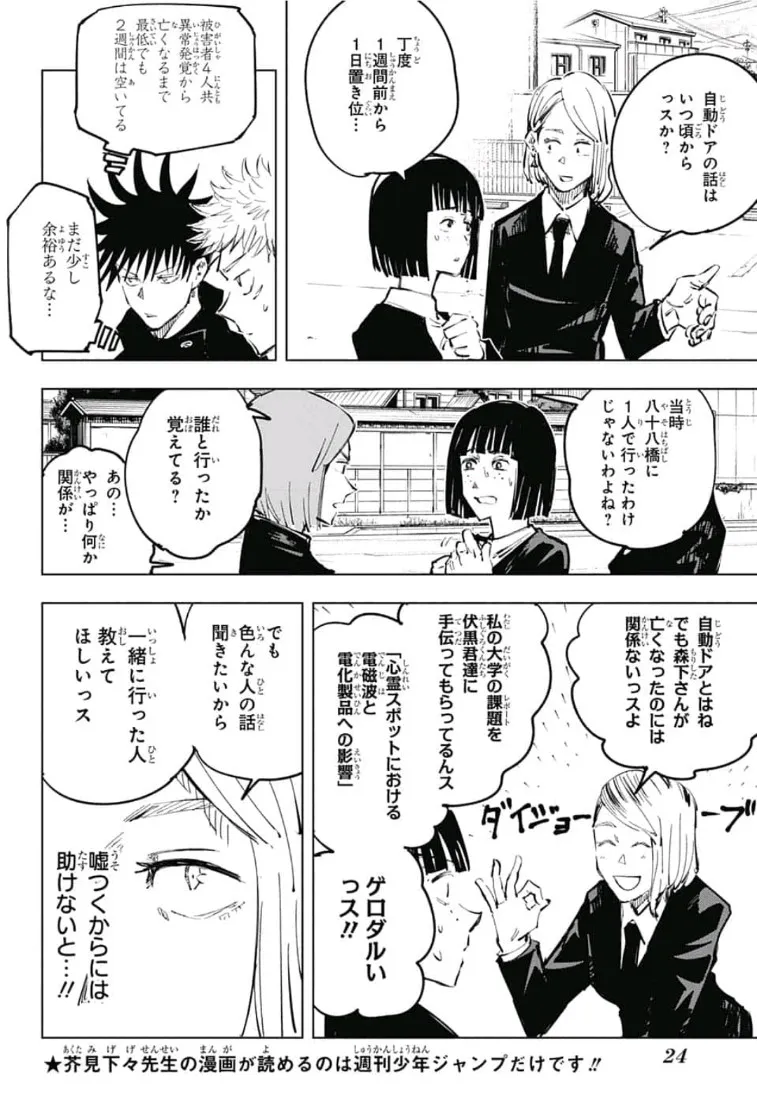 自動ドアの話は
いつ頃から
っスか?
丁度
1週間前から
1日置き位…
被害者4人共
異常発覚から
亡くなるまで
最低でも
2週間は空いてる
まだ少し
余裕あるな…
当時
八十八橋に
1人で行ったわけ
じゃないわよね?
誰と行ったか
覚えてる?
あの…
やっぱり何か
関係が…
自動ドアとはね
でも森下さんが
亡くなったのには
関係ないっスよ
私の大学の課題を
伏黒君達に
手伝ってもらってるんス
「心霊スポットにおける
電磁波と
電化製品への影響」
ダイジョーーブ
ゲロダルい
っス!!
でも
色んな人の話
聞きたいから
一緒に行った人
教えて
ほしいっス
嘘つくからには
助けないと…!!
★芥見下々先生の漫画が読めるのは週刊少年ジャンプだけです!!
24